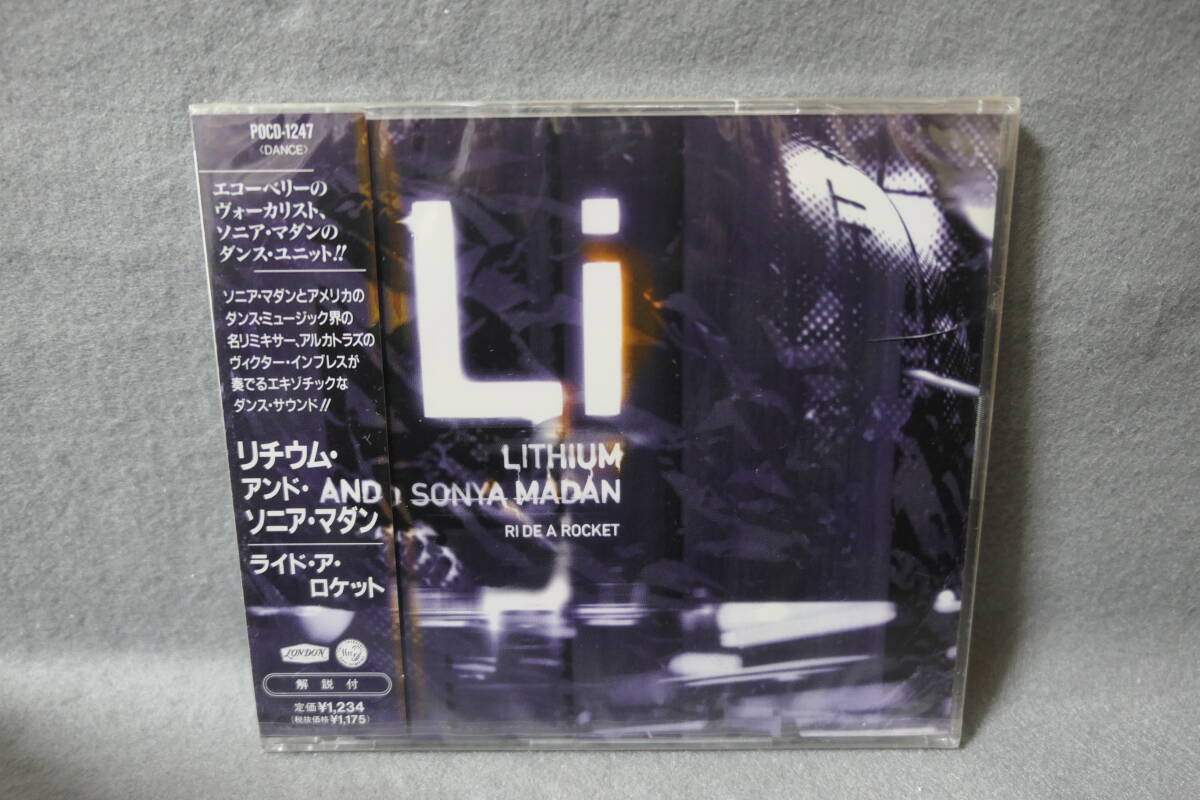 POCD-1247
〈DANCE〉
エコーベリーの
ヴォーカリスト、
ソニア・マダンの
ダンス・ユニット!!
ソニア・マダンとアメリカの
ダンス・ミュージック界の
名リミキサー、アルカトラズの
ヴィクター・インブレスが
奏でるエキゾチックな
ダンス・サウンド!!
リチウム・
アンド・
ソニア・マダン
ライド・ア・
ロケット
LONDON
ffrr
解説付
定価¥1,234
(税抜価格¥1,175)
Li
LITHIUM
AND SONYA MADAN
RIDE A ROCKET